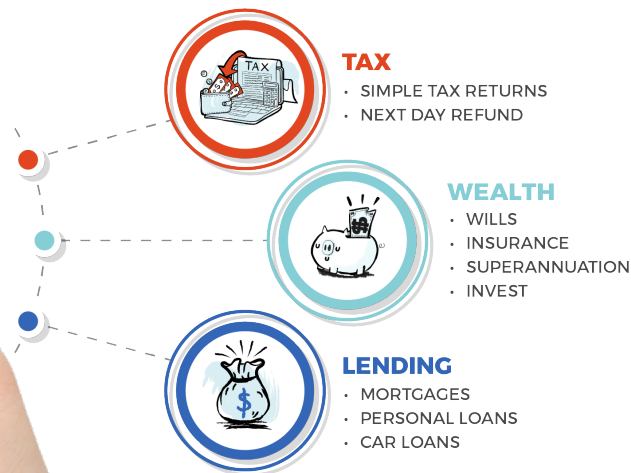 TAX
TAX
• SIMPLE TAX RETURNS
• NEXT DAY REFUND
WEALTH
$
• WILLS
• INSURANCE
• SUPERANNUATION
• INVEST
LENDING
$
• MORTGAGES
• PERSONAL LOANS
• CAR LOANS